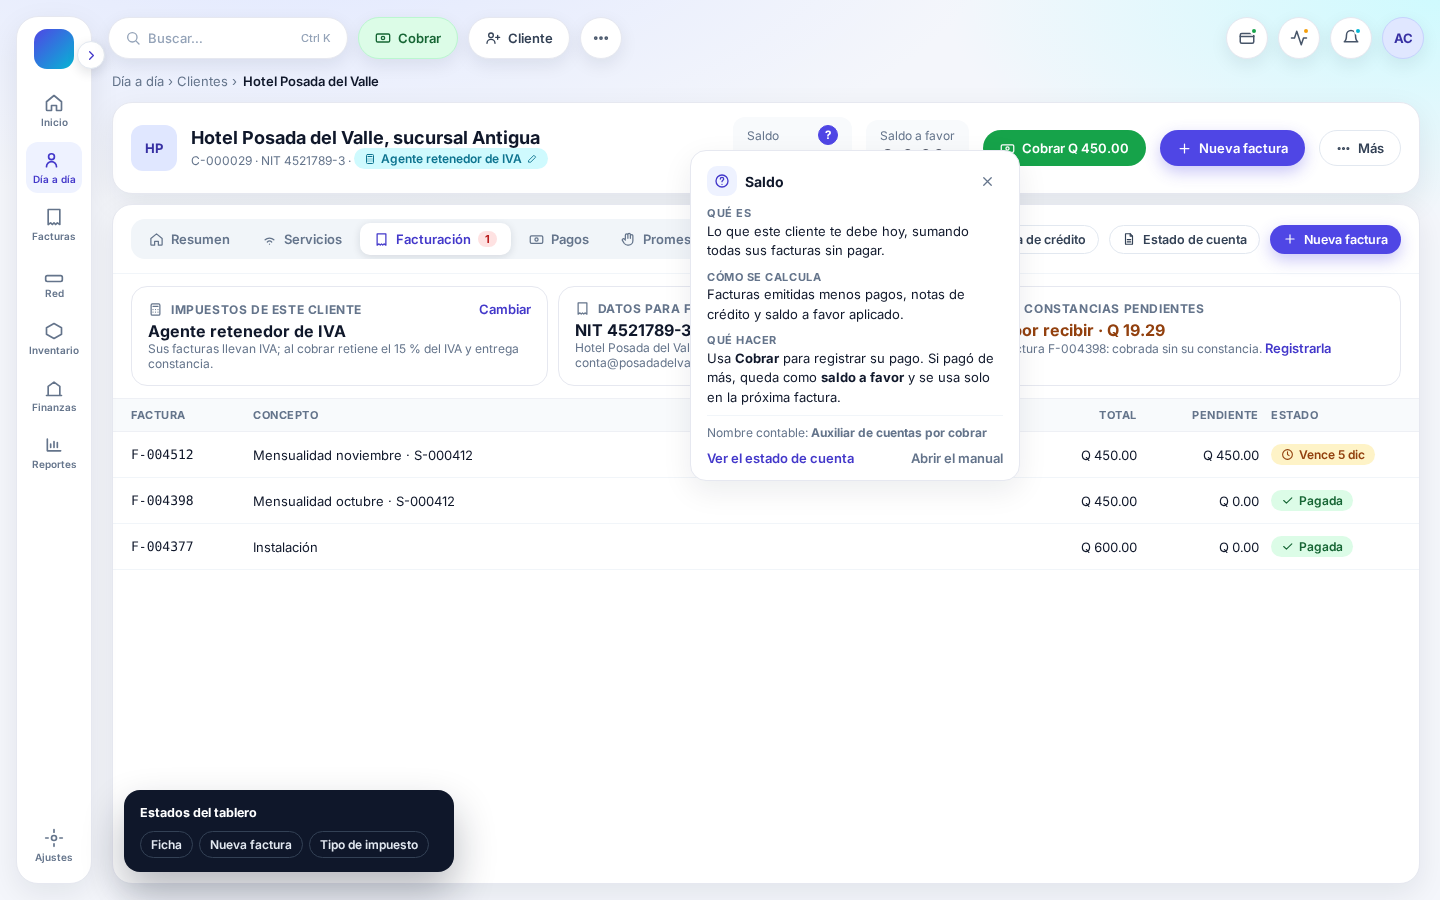 Buscar...
Ctrl K
Cobrar
Cliente
AC
Día a día › Clientes › Hotel Posada del Valle
Inicio
Día a día
Facturas
Red
Inventario
Finanzas
Reportes
Ajustes
HP
Hotel Posada del Valle, sucursal Antigua
C-000029 · NIT 4521789-3 · Agente retenedor de IVA
Saldo ?
Saldo a favor
Cobrar Q 450.00
Nueva factura
Más
Resumen
Servicios
Facturación 1
Pagos
Promes
a de crédito
Estado de cuenta
Nueva factura
IMPUESTOS DE ESTE CLIENTE
Cambiar
Agente retenedor de IVA
Sus facturas llevan IVA; al cobrar retiene el 15 % del IVA y entrega
constancia.
DATOS PARA F
NIT 4521789-3
Hotel Posada del Val
conta@posadadelva
CONSTANCIAS PENDIENTES
por recibir · Q 19.29
ctura F-004398: cobrada sin su constancia. Registrarla
Saldo
QUÉ ES
Lo que este cliente te debe hoy, sumando
todas sus facturas sin pagar.
CÓMO SE CALCULA
Facturas emitidas menos pagos, notas de
crédito y saldo a favor aplicado.
QUÉ HACER
Usa Cobrar para registrar su pago. Si pagó de
más, queda como saldo a favor y se usa solo
en la próxima factura.
Nombre contable: Auxiliar de cuentas por cobrar
Ver el estado de cuenta
Abrir el manual
FACTURA CONCEPTO TOTAL PENDIENTE ESTADO
F-004512 Mensualidad noviembre · S-000412 Q 450.00 Q 450.00 Vence 5 dic
F-004398 Mensualidad octubre · S-000412 Q 450.00 Q 0.00 Pagada
F-004377 Instalación Q 600.00 Q 0.00 Pagada
Estados del tablero
Ficha
Nueva factura
Tipo de impuesto